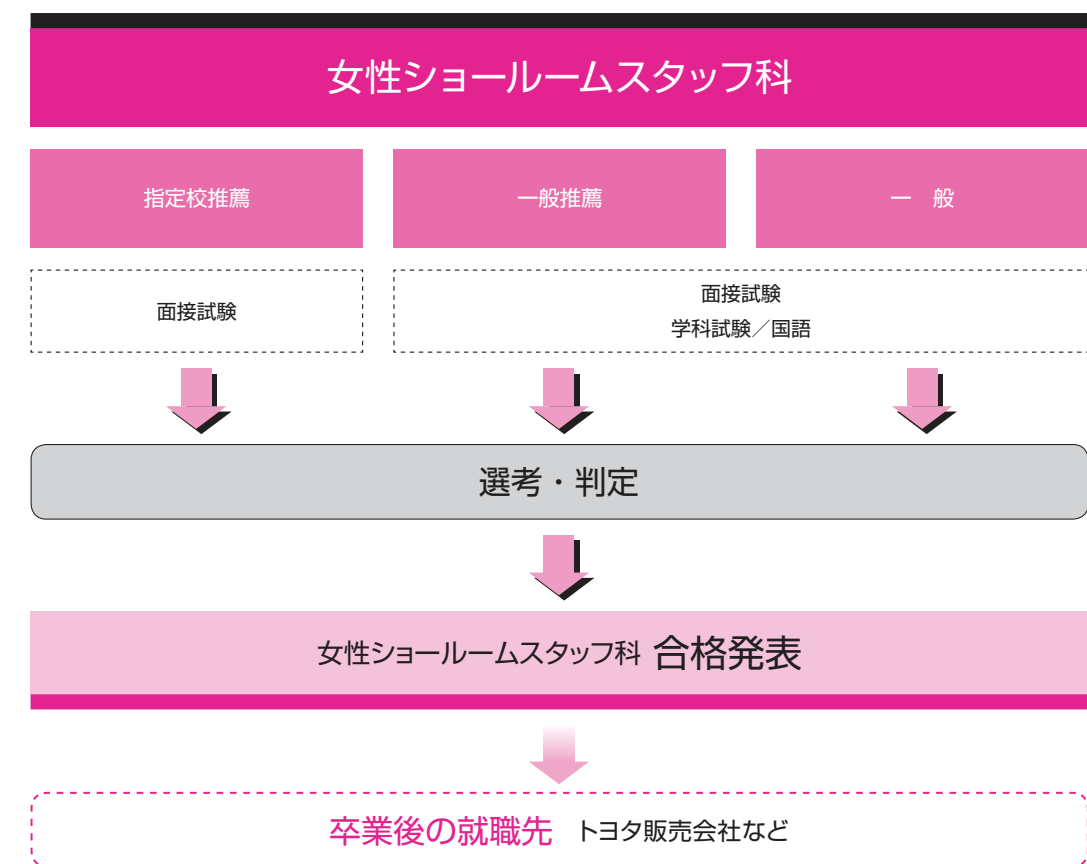 女性ショールームスタッフ科
指定校推薦
一般推薦
一 般
面接試験
面接試験
学科試験／国語
選考・判定
女性ショールームスタッフ科 合格発表
卒業後の就職先 トヨタ販売会社など